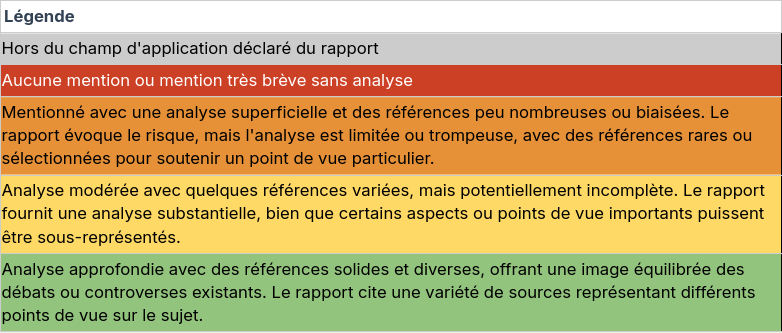 Légende
Hors du champ d'application déclaré du rapport
Aucune mention ou mention très brève sans analyse
Mentionné avec une analyse superficielle et des références peu nombreuses ou biaisées. Le
rapport évoque le risque, mais l'analyse est limitée ou trompeuse, avec des références rares ou
sélectionnées pour soutenir un point de vue particulier.
Analyse modérée avec quelques références variées, mais potentiellement incomplète. Le rapport
fournit une analyse substantielle, bien que certains aspects ou points de vue importants puissent
être sous-représentés.
Analyse approfondie avec des références solides et diverses, offrant une image équilibrée des
débats ou controverses existants. Le rapport cite une variété de sources représentant différents
points de vue sur le sujet.